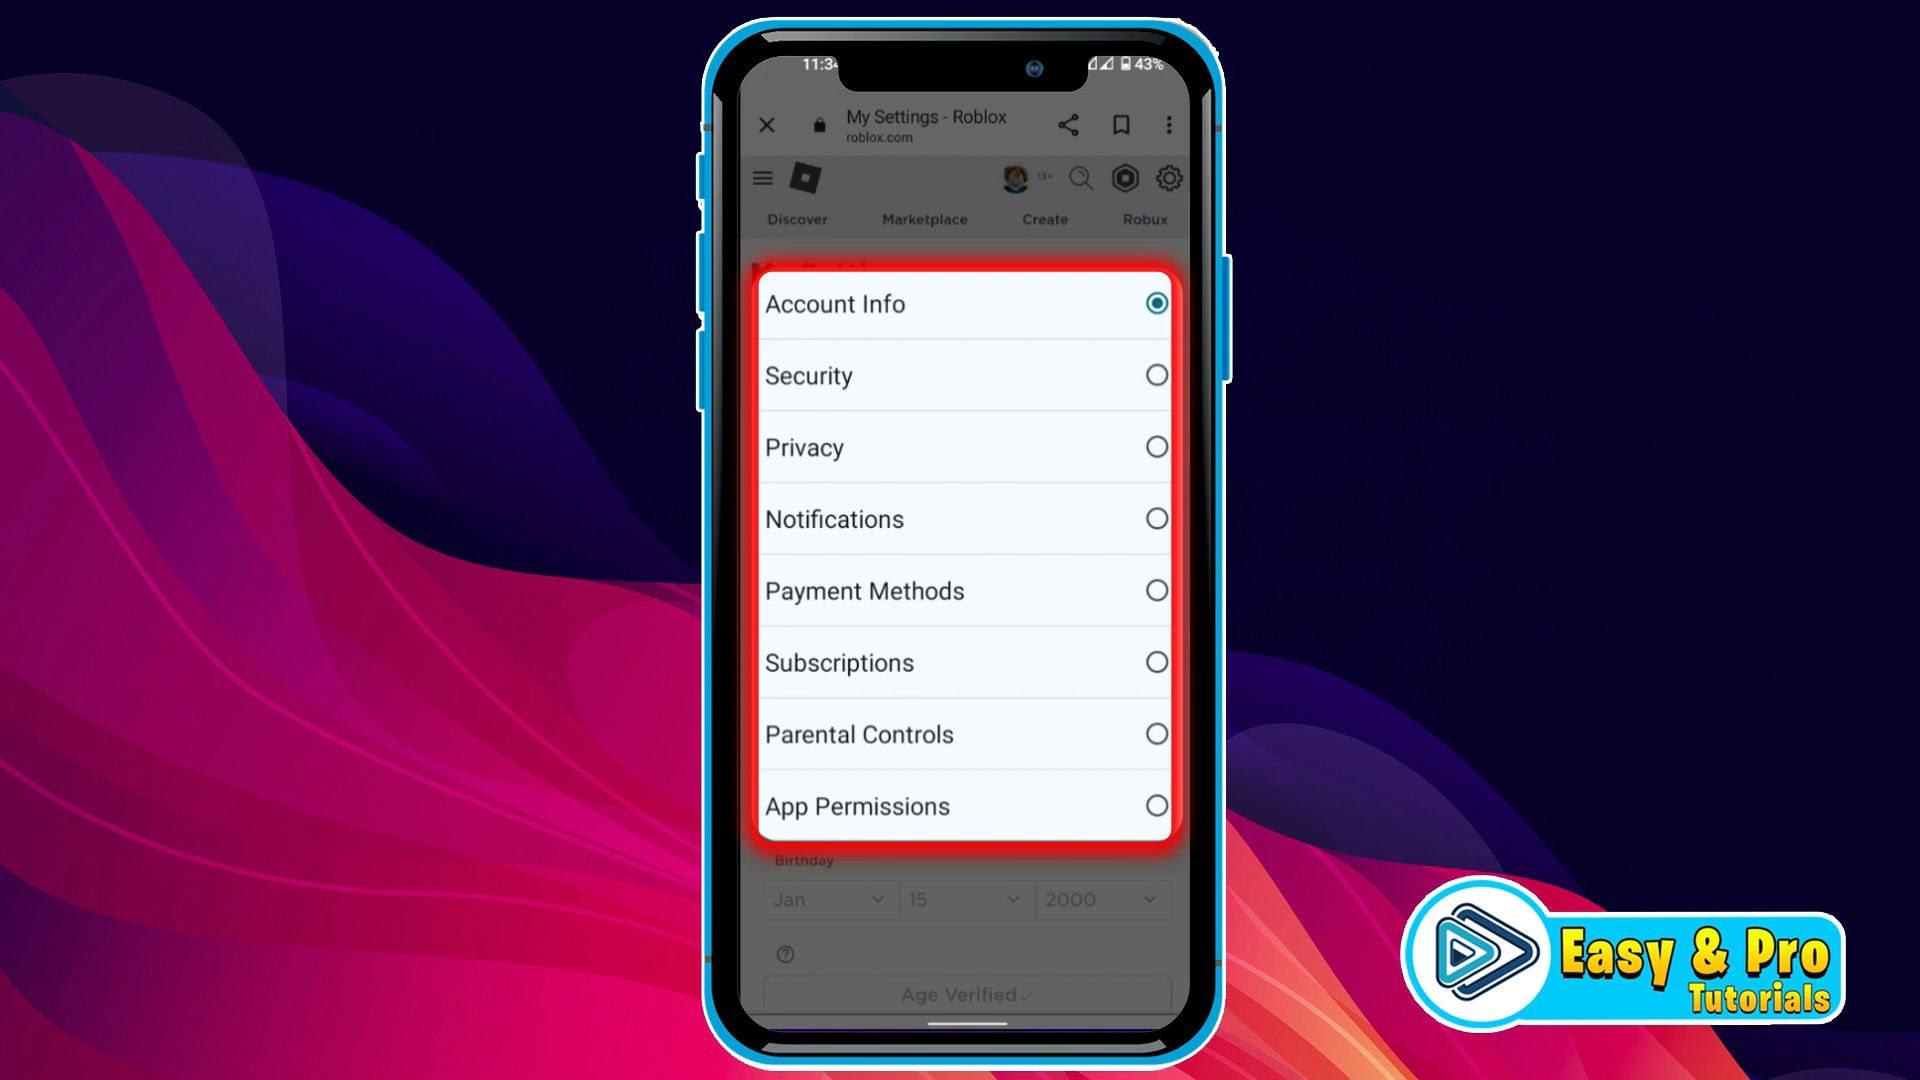 11:34
43%
My Settings - Roblox
roblox.com
13+
Discover Marketplace Create Robux
Account Info
Security
Privacy
Notifications
Payment Methods
Subscriptions
Parental Controls
App Permissions
Birthday
Jan 15 2000
Age Verified
Easy & Pro
Tutorials